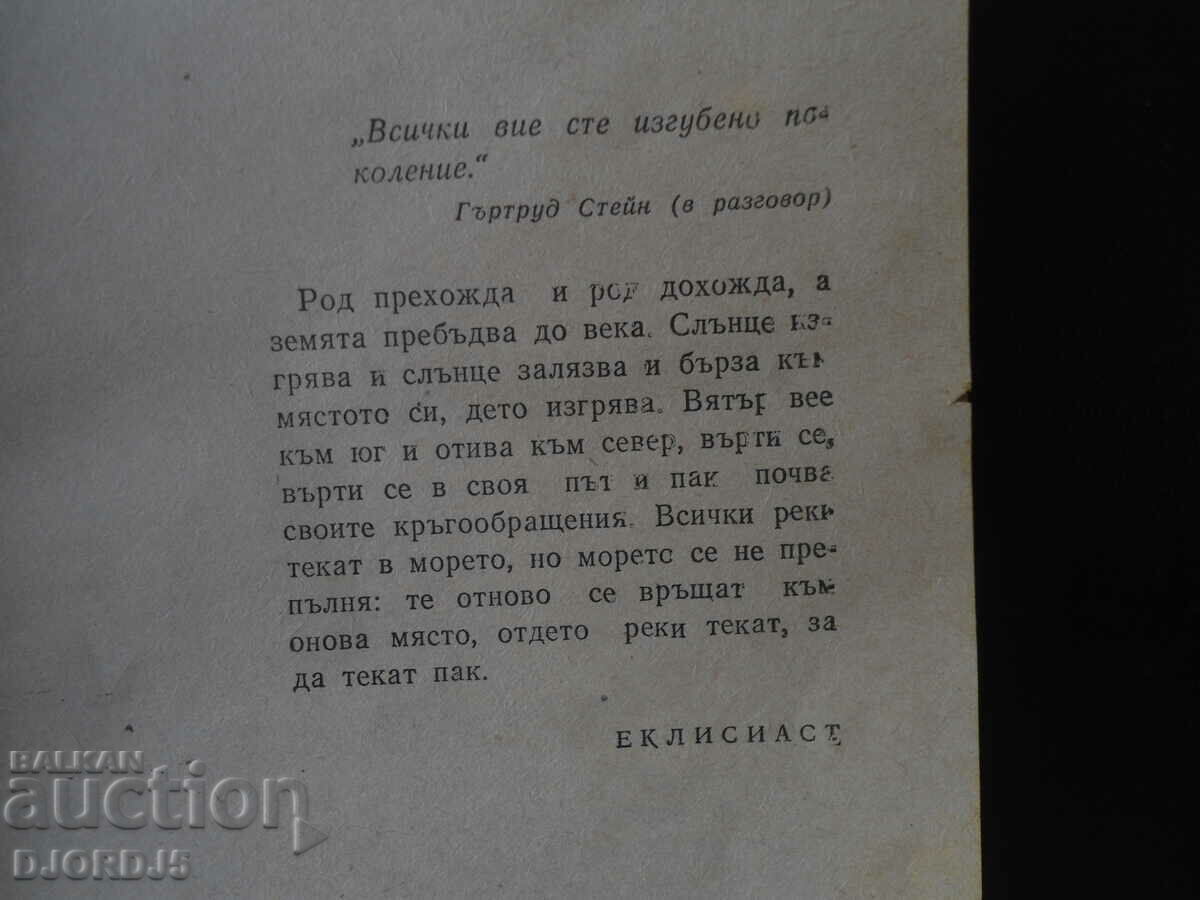 „Всички вие сте изгубено по-
коление.“
Гъртруд Стейн (в разговор)
Род прехожда и род дохожда, а
земята пребъдва до века. Слънце из-
грява и слънце залязва и бърза към
мястото си, дето изгрява. Вятър вее
към юг и отива към север, върти се,
върти се в своя път и пак почва
своите кръгообращения. Всички реки
текат в морето, но морето се не пре-
пълня: те отново се връщат към
онова място, отдето реки текат, за
да текат пак.
ЕКЛИСИАСТ
BALKAN
auction
DJORDJ5